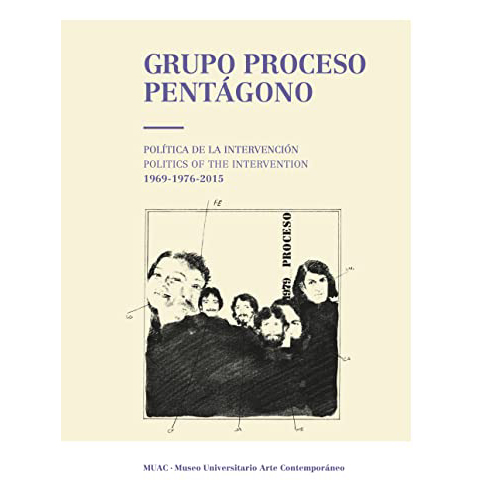 GRUPO PROCESO
PENTÁGONO
POLÍTICA DE LA INTERVENCIÓN
POLITICS OF THE INTERVENTION
1969-1976-2015
FE
1979 PROCESO
MUAC · Museo Universitario Arte Contemporáneo